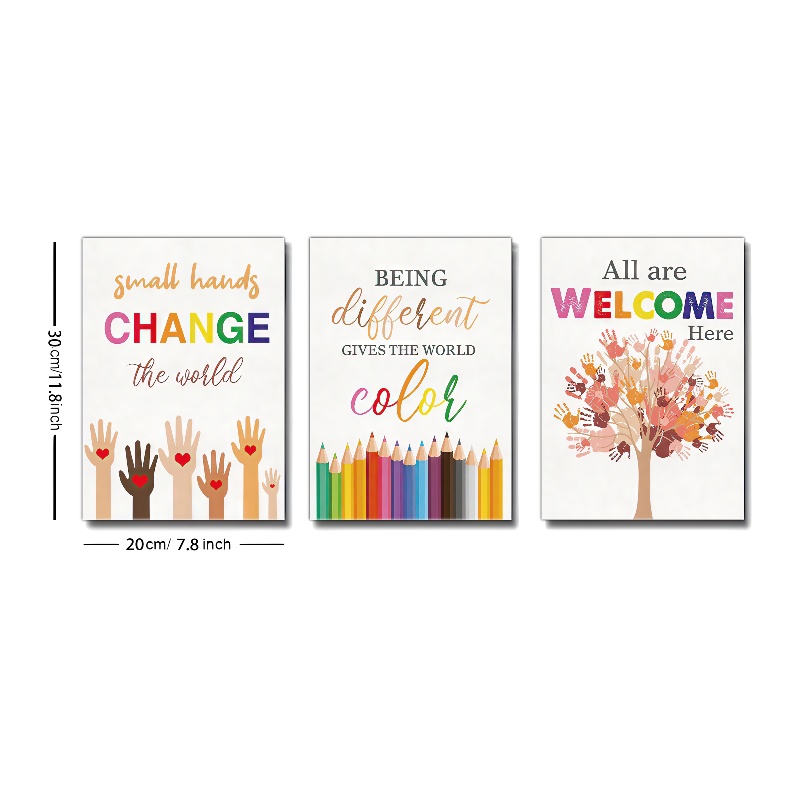 small hands
CHANGE
the world
BEING
different
GIVES THE WORLD
color
All are
WELCOME
Here
30cm/11.8inch
20cm/ 7.8 inch